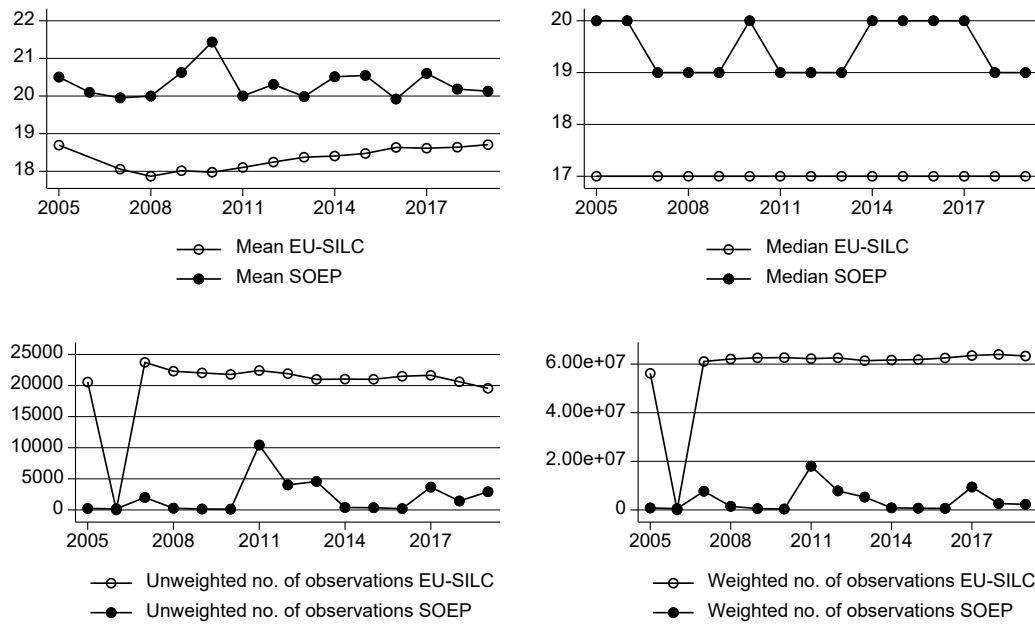 22
21
20
19
18
2005 2008 2011 2014 2017
Mean EU-SILC
Mean SOEP
20
19
18
17
2005 2008 2011 2014 2017
Median EU-SILC
Median SOEP
25000
20000
15000
10000
5000
0
2005 2008 2011 2014 2017
Unweighted no. of observations EU-SILC
Unweighted no. of observations SOEP
6.00e+07
4.00e+07
2.00e+07
0
2005 2008 2011 2014 2017
Weighted no. of observations EU-SILC
Weighted no. of observations SOEP